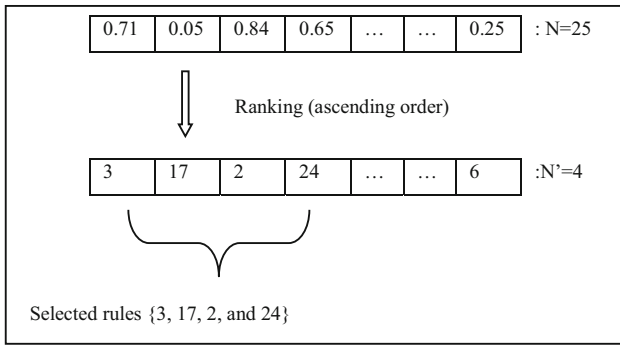 0.71 0.05 0.84 0.65 … … 0.25 : N=25
Ranking (ascending order)
3 17 2 24 … … 6 :N’=4
Selected rules {3, 17, 2, and 24}